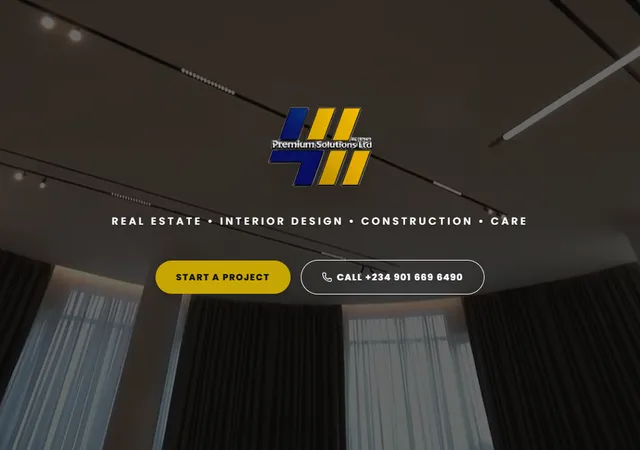 Premium Solutions Ltd
REAL ESTATE • INTERIOR DESIGN • CONSTRUCTION • CARE
START A PROJECT
CALL +234 901 669 6490